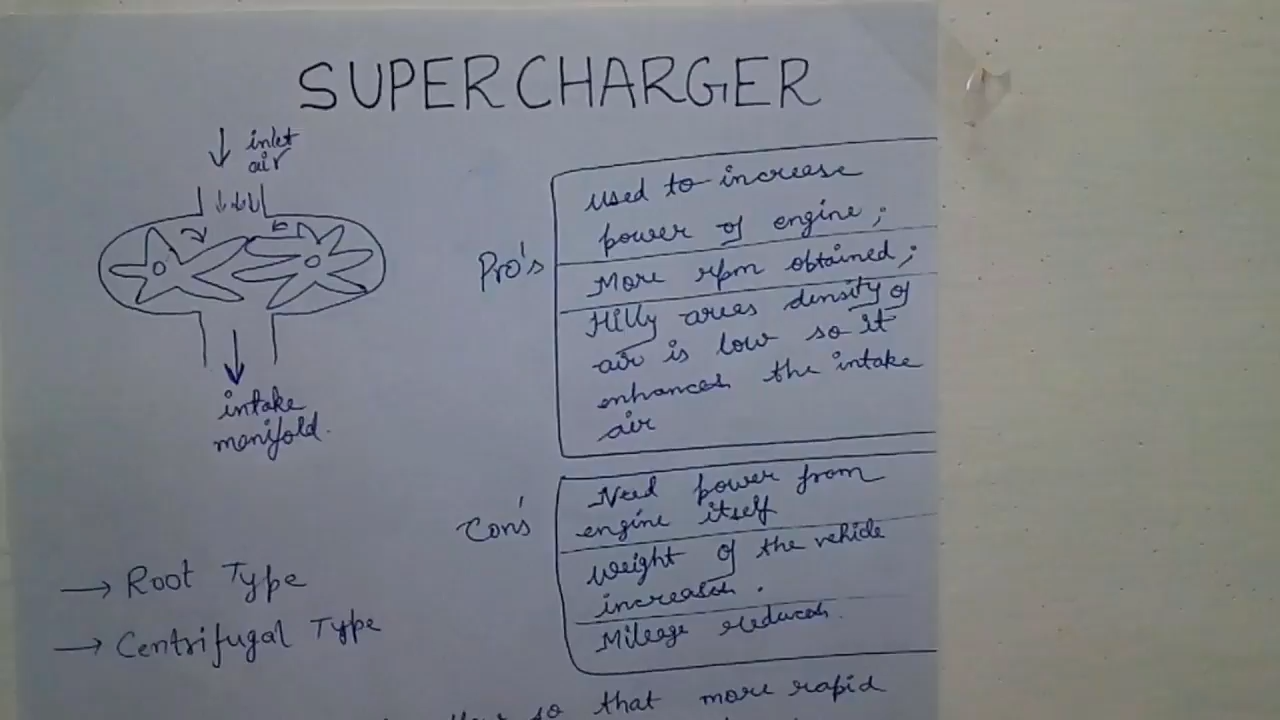 SUPERCHARGER
inlet
air
intake
manifold.
→ Root Type
→ Centrifugal Type
Pro's
Used to increase
power of engine;
More rpm obtained;
Hilly areas density of
air is low so it
enhances the intake
air
Con's
Need power from
engine itself
Weight of the vehicle
increases.
Mileage reduces.
so that more rapid